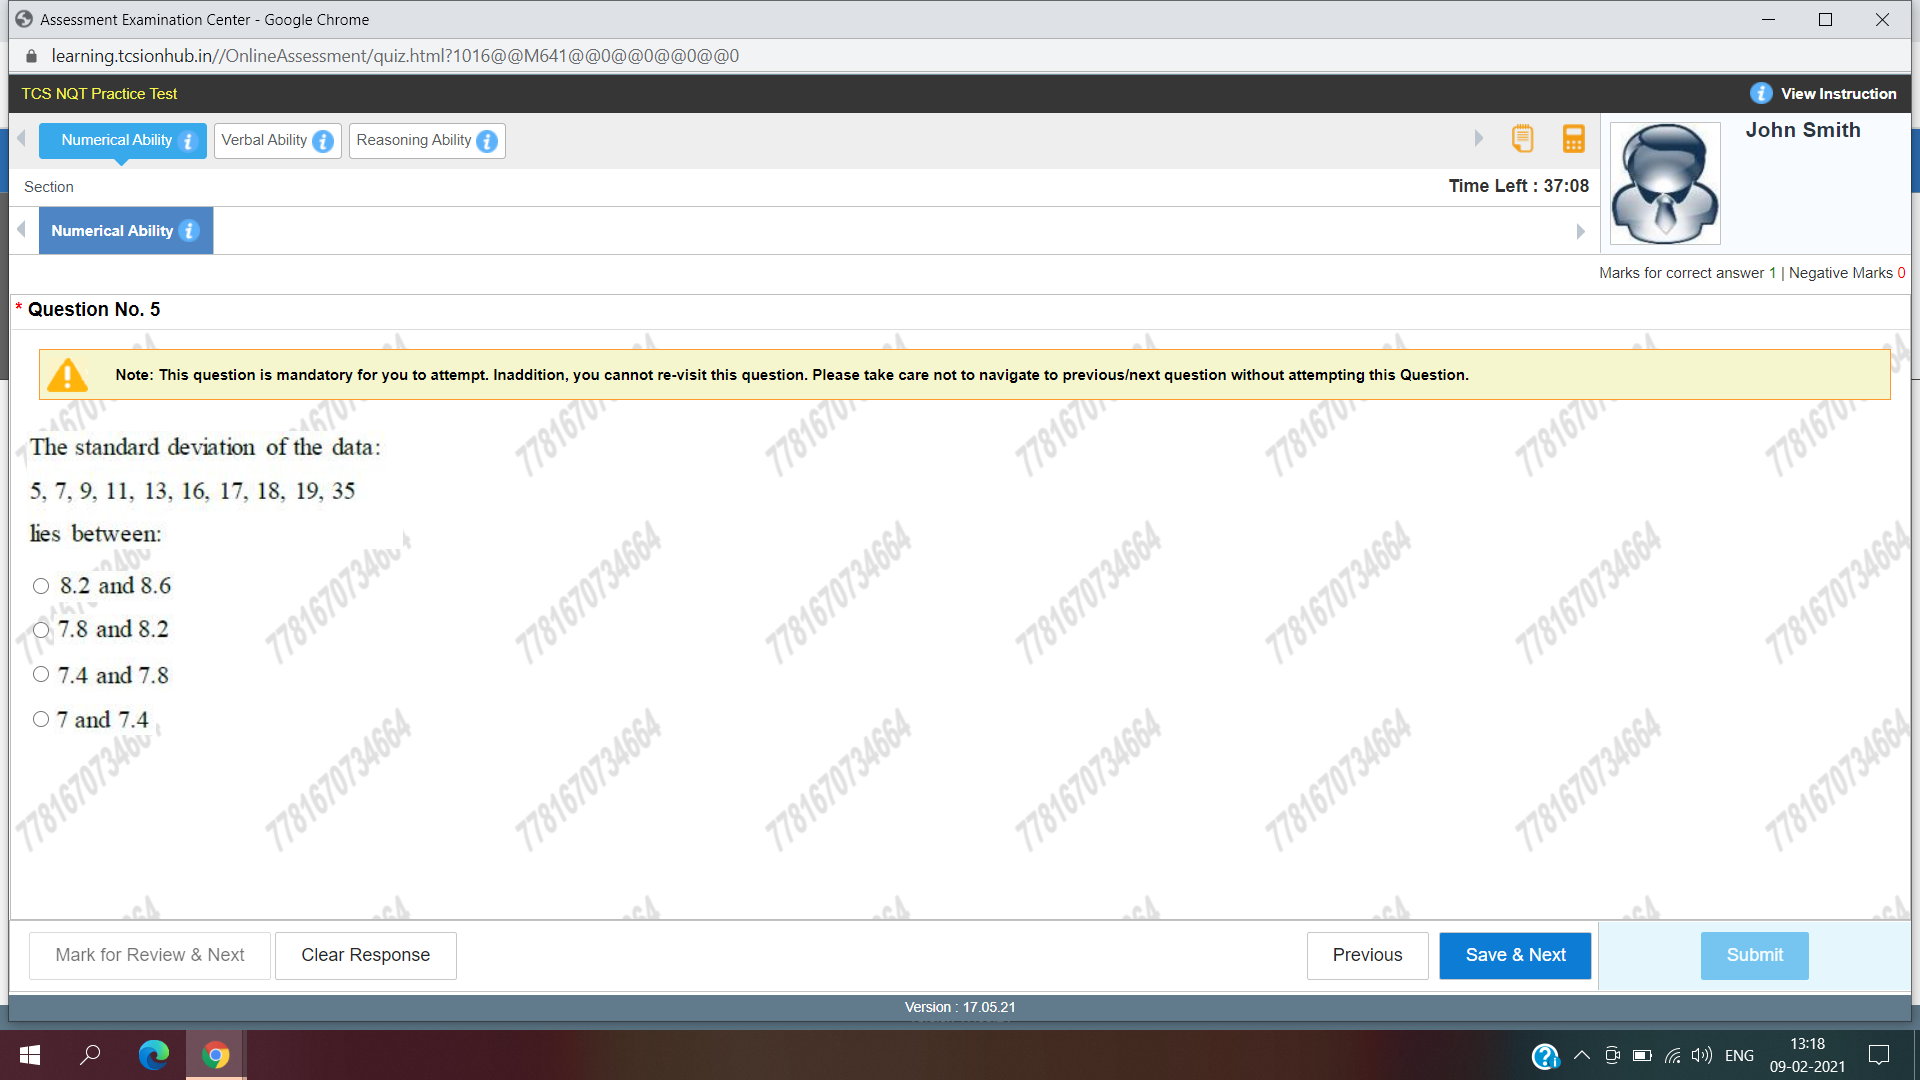 Assessment Examination Center - Google Chrome
learning.tcsionhub.in//OnlineAssessment/quiz.html?1016@@M641@@0@@0@@0@@0
TCS NQT Practice Test
View Instruction
Numerical Ability
Verbal Ability
Reasoning Ability
John Smith
Section
Time Left : 37:08
Numerical Ability
Marks for correct answer 1 | Negative Marks 0
* Question No. 5
Note: This question is mandatory for you to attempt. Inaddition, you cannot re-visit this question. Please take care not to navigate to previous/next question without attempting this Question.
The standard deviation of the data:
5, 7, 9, 11, 13, 16, 17, 18, 19, 35
lies between:
8.2 and 8.6
7.8 and 8.2
7.4 and 7.8
7 and 7.4
7781670734664
Mark for Review & Next
Clear Response
Previous
Save & Next
Submit
Version : 17.05.21
ENG
13:18
09-02-2021